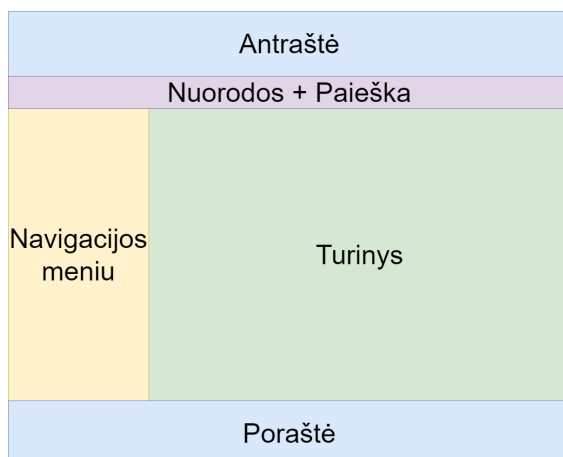 Antraštė
Nuorodos + Paieška
Navigacijos
meniu
Turinys
Poraštė